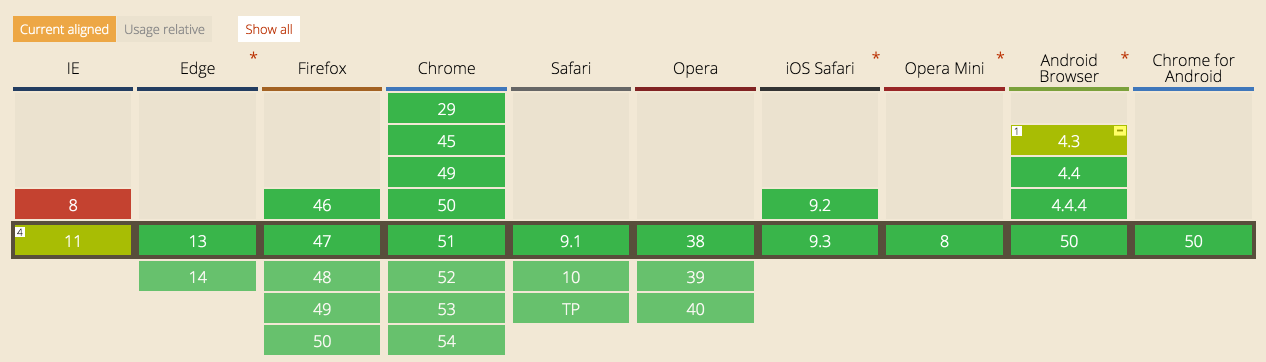 Current aligned Usage relative Show all
IE Edge * Firefox Chrome Safari Opera iOS Safari * Opera Mini * Android Browser * Chrome for Android
29
45 1 4.3 −
49 4.4
8 46 50 9.2 4.4.4
4 11 13 47 51 9.1 38 9.3 8 50 50
14 48 52 10 39
49 53 TP 40
50 54